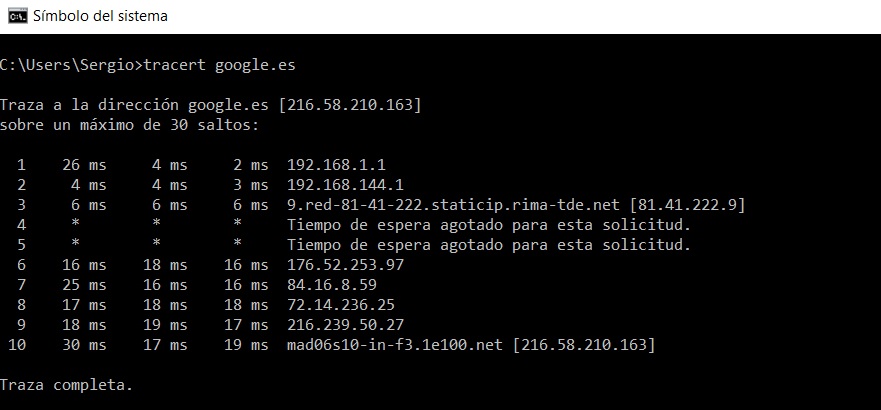 Símbolo del sistema
C:\Users\Sergio>tracert google.es
Traza a la dirección google.es [216.58.210.163]
sobre un máximo de 30 saltos:
1 26 ms 4 ms 2 ms 192.168.1.1
2 4 ms 4 ms 3 ms 192.168.144.1
3 6 ms 6 ms 6 ms 9.red-81-41-222.staticip.rima-tde.net [81.41.222.9]
4 * * * Tiempo de espera agotado para esta solicitud.
5 * * * Tiempo de espera agotado para esta solicitud.
6 16 ms 18 ms 16 ms 176.52.253.97
7 25 ms 16 ms 16 ms 84.16.8.59
8 17 ms 18 ms 18 ms 72.14.236.25
9 18 ms 19 ms 17 ms 216.239.50.27
10 30 ms 17 ms 19 ms mad06s10-in-f3.1e100.net [216.58.210.163]
Traza completa.